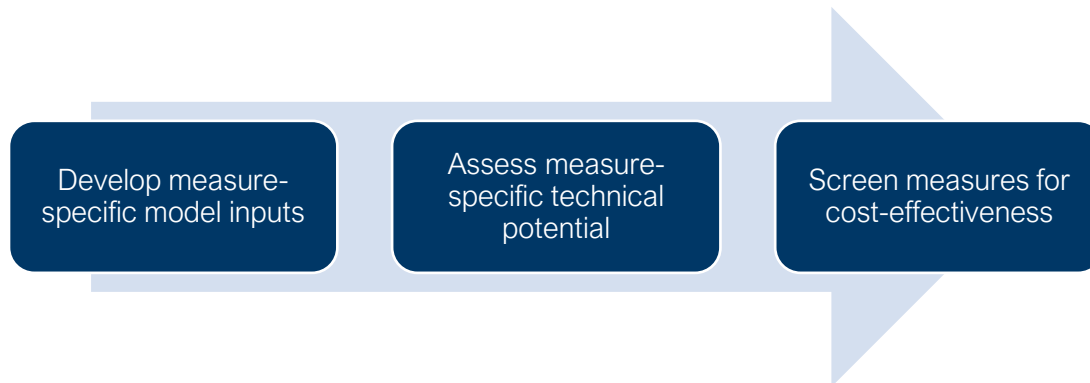 Develop measure-
specific model inputs
Assess measure-
specific technical
potential
Screen measures for
cost-effectiveness